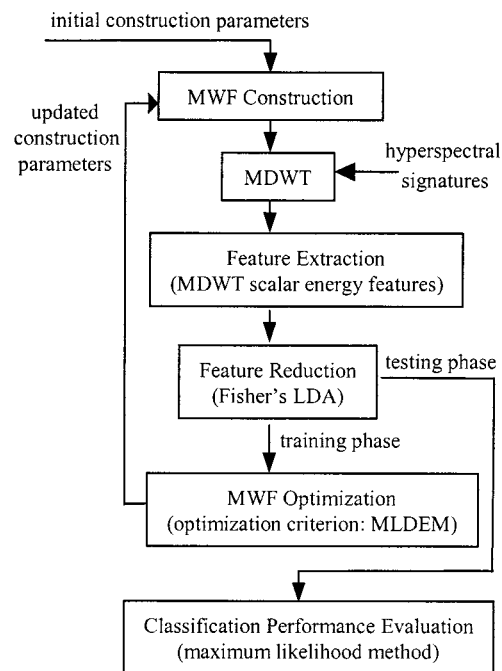 initial construction parameters
MWF Construction
updated
construction
parameters
hyperspectral
signatures
MDWT
Feature Extraction
(MDWT scalar energy features)
Feature Reduction
(Fisher's LDA)
testing phase
training phase
MWF Optimization
(optimization criterion: MLDEM)
Classification Performance Evaluation
(maximum likelihood method)